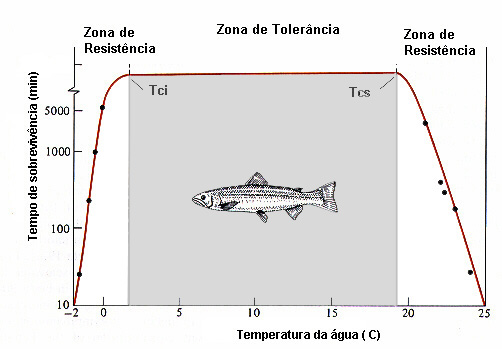 Zona de
Resistência
Zona de Tolerância
Zona de
Resistência
Tci
Tcs
Tempo de sobrevivência (min)
5000
1000
100
10
−2
0
5
10
15
20
25
Temperatura da água ( C)